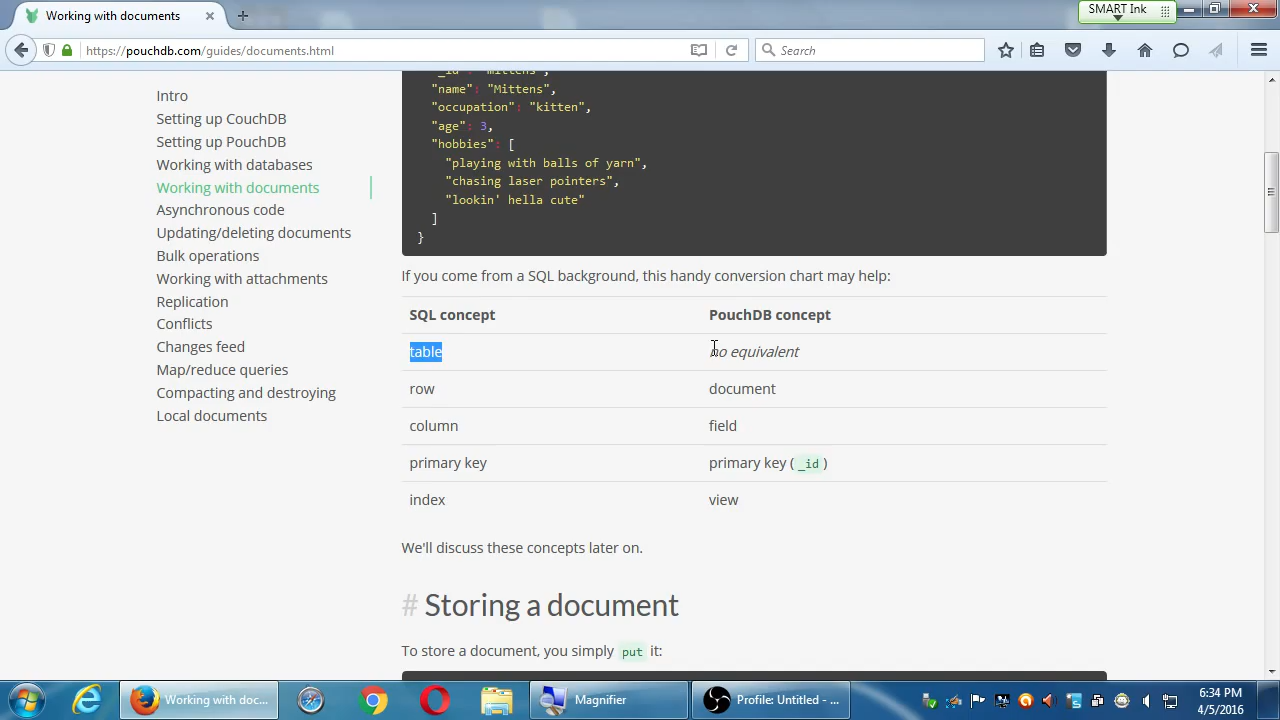 Working with documents
SMART Ink
https://pouchdb.com/guides/documents.html
Search
Intro
Setting up CouchDB
Setting up PouchDB
Working with databases
Working with documents
Asynchronous code
Updating/deleting documents
Bulk operations
Working with attachments
Replication
Conflicts
Changes feed
Map/reduce queries
Compacting and destroying
Local documents
"_id": "mittens",
"name": "Mittens",
"occupation": "kitten",
"age": 3,
"hobbies": [
"playing with balls of yarn",
"chasing laser pointers",
"lookin' hella cute"
]
}
If you come from a SQL background, this handy conversion chart may help:
SQL concept PouchDB concept
table no equivalent
row document
column field
primary key primary key (_id)
index view
We'll discuss these concepts later on.
# Storing a document
To store a document, you simply put it:
Working with doc...
Magnifier
Profile: Untitled - ...
6:34 PM
4/5/2016